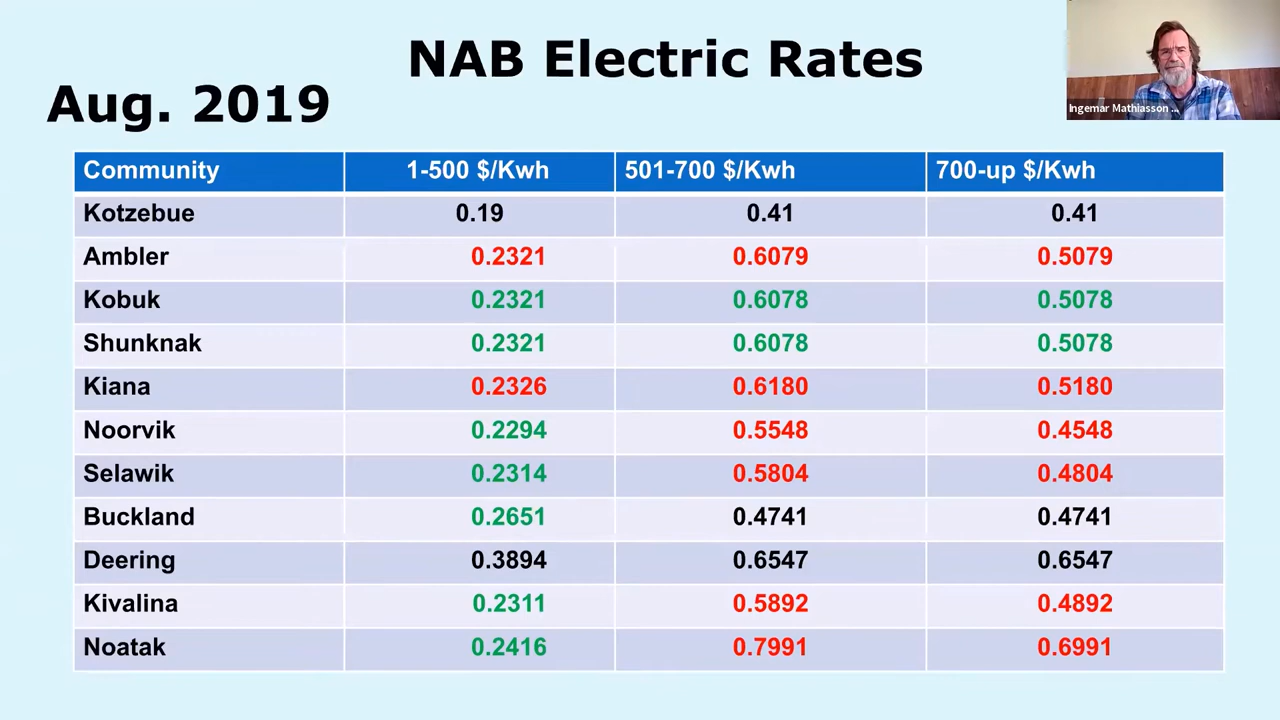 NAB Electric Rates
Aug. 2019
Ingemar Mathiasson ...
Community 1-500 $/Kwh 501-700 $/Kwh 700-up $/Kwh
Kotzebue 0.19 0.41 0.41
Ambler 0.2321 0.6079 0.5079
Kobuk 0.2321 0.6078 0.5078
Shunknak 0.2321 0.6078 0.5078
Kiana 0.2326 0.6180 0.5180
Noorvik 0.2294 0.5548 0.4548
Selawik 0.2314 0.5804 0.4804
Buckland 0.2651 0.4741 0.4741
Deering 0.3894 0.6547 0.6547
Kivalina 0.2311 0.5892 0.4892
Noatak 0.2416 0.7991 0.6991